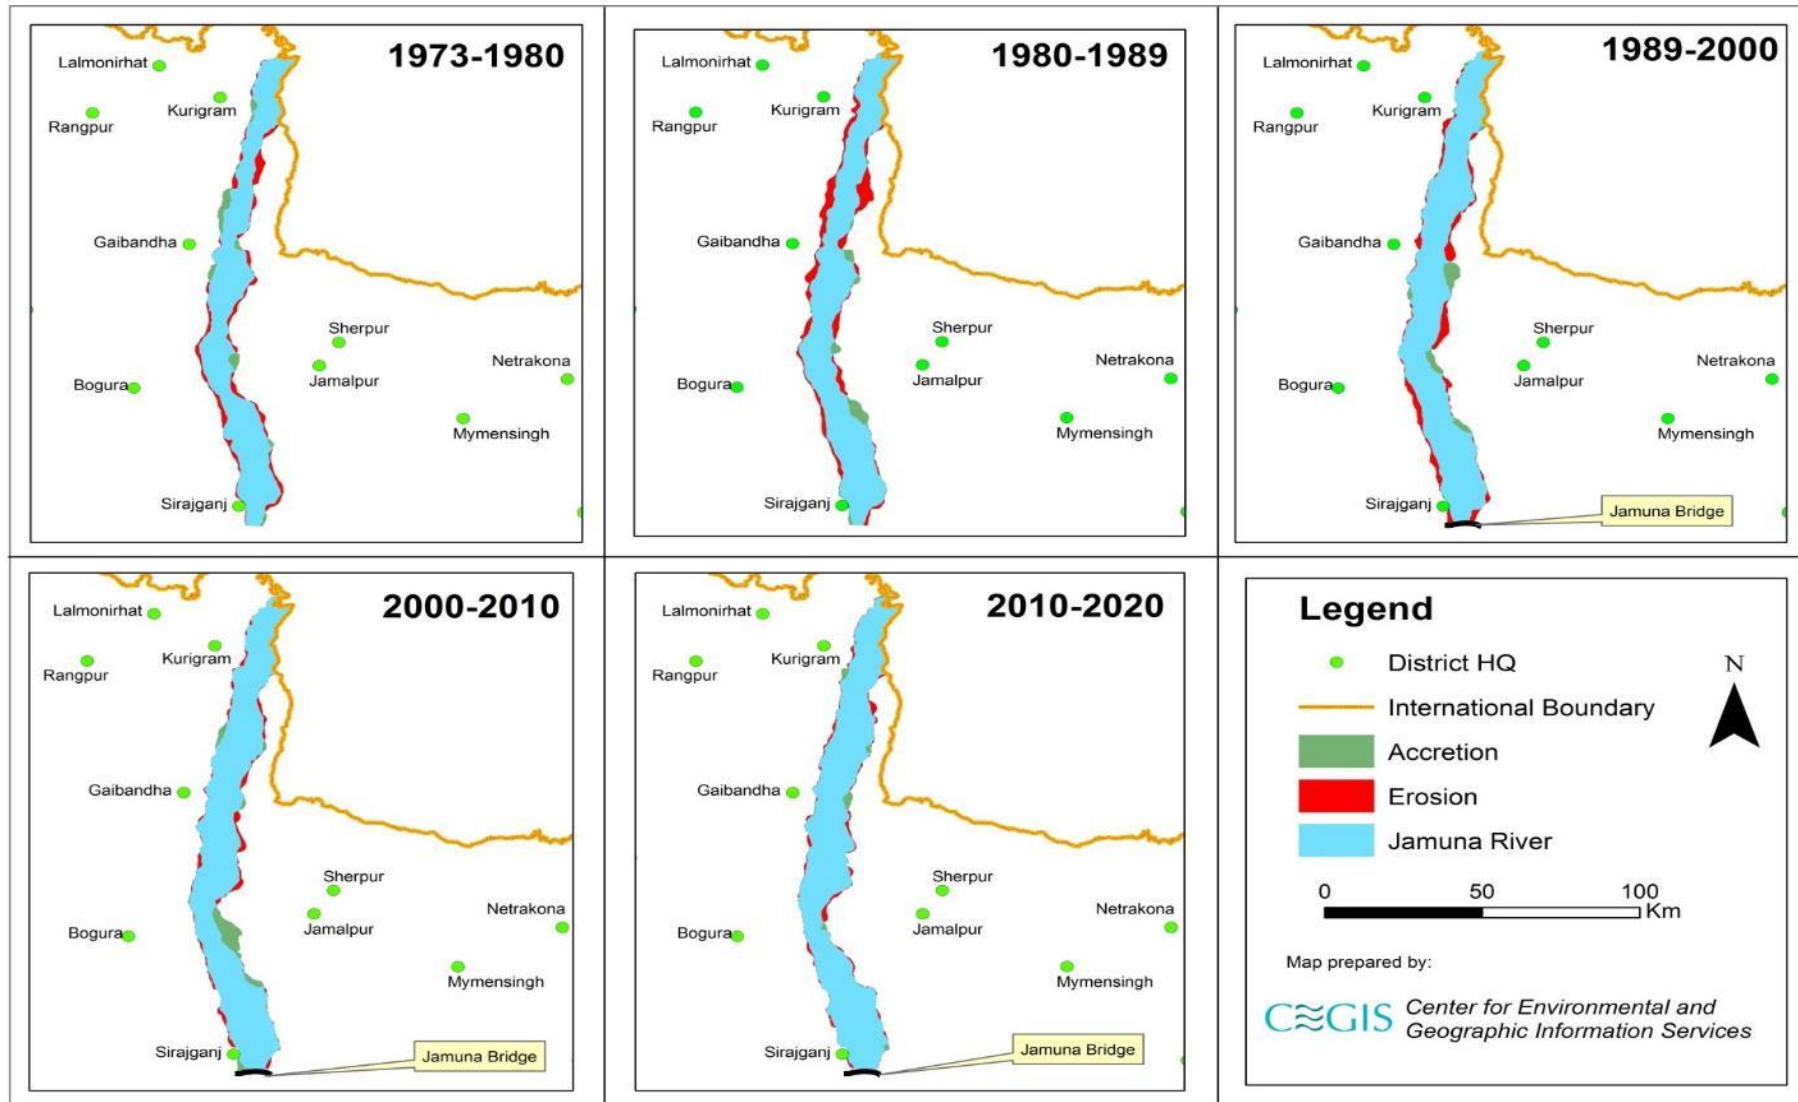 1973-1980
Lalmonirhat
Kurigram
Rangpur
Gaibandha
Sherpur
Netrakona
Jamalpur
Bogura
Mymensingh
Sirajganj
1980-1989
Lalmonirhat
Kurigram
Rangpur
Gaibandha
Sherpur
Netrakona
Jamalpur
Bogura
Mymensingh
Sirajganj
1989-2000
Lalmonirhat
Kurigram
Rangpur
Gaibandha
Sherpur
Netrakona
Jamalpur
Bogura
Mymensingh
Sirajganj
Jamuna Bridge
2000-2010
Lalmonirhat
Kurigram
Rangpur
Gaibandha
Sherpur
Netrakona
Jamalpur
Bogura
Mymensingh
Sirajganj
Jamuna Bridge
2010-2020
Lalmonirhat
Kurigram
Rangpur
Gaibandha
Sherpur
Netrakona
Jamalpur
Bogura
Mymensingh
Sirajganj
Jamuna Bridge
Legend
District HQ
N
International Boundary
Accretion
Erosion
Jamuna River
0 50 100
Km
Map prepared by:
CEGIS Center for Environmental and
Geographic Information Services